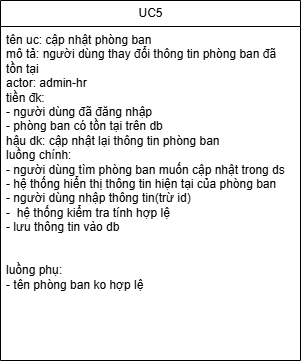 UC5
tên uc: cập nhật phòng ban
mô tả: người dùng thay đổi thông tin phòng ban đã
tồn tại
actor: admin-hr
tiền đk:
- người dùng đã đăng nhập
- phòng ban có tồn tại trên db
hậu dk: cập nhật lại thông tin phòng ban
luồng chính:
- người dùng tìm phòng ban muốn cập nhật trong ds
- hệ thống hiển thị thông tin hiện tại của phòng ban
- người dùng nhập thông tin(trừ id)
-  hệ thống kiểm tra tính hợp lệ
- lưu thông tin vào db
luồng phụ:
- tên phòng ban ko hợp lệ